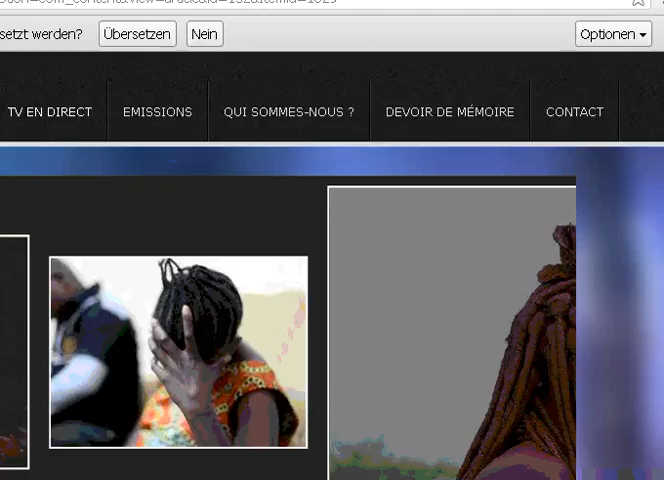 setzt werden? Übersetzen Nein Optionen
TV EN DIRECT EMISSIONS QUI SOMMES-NOUS ? DEVOIR DE MÉMOIRE CONTACT